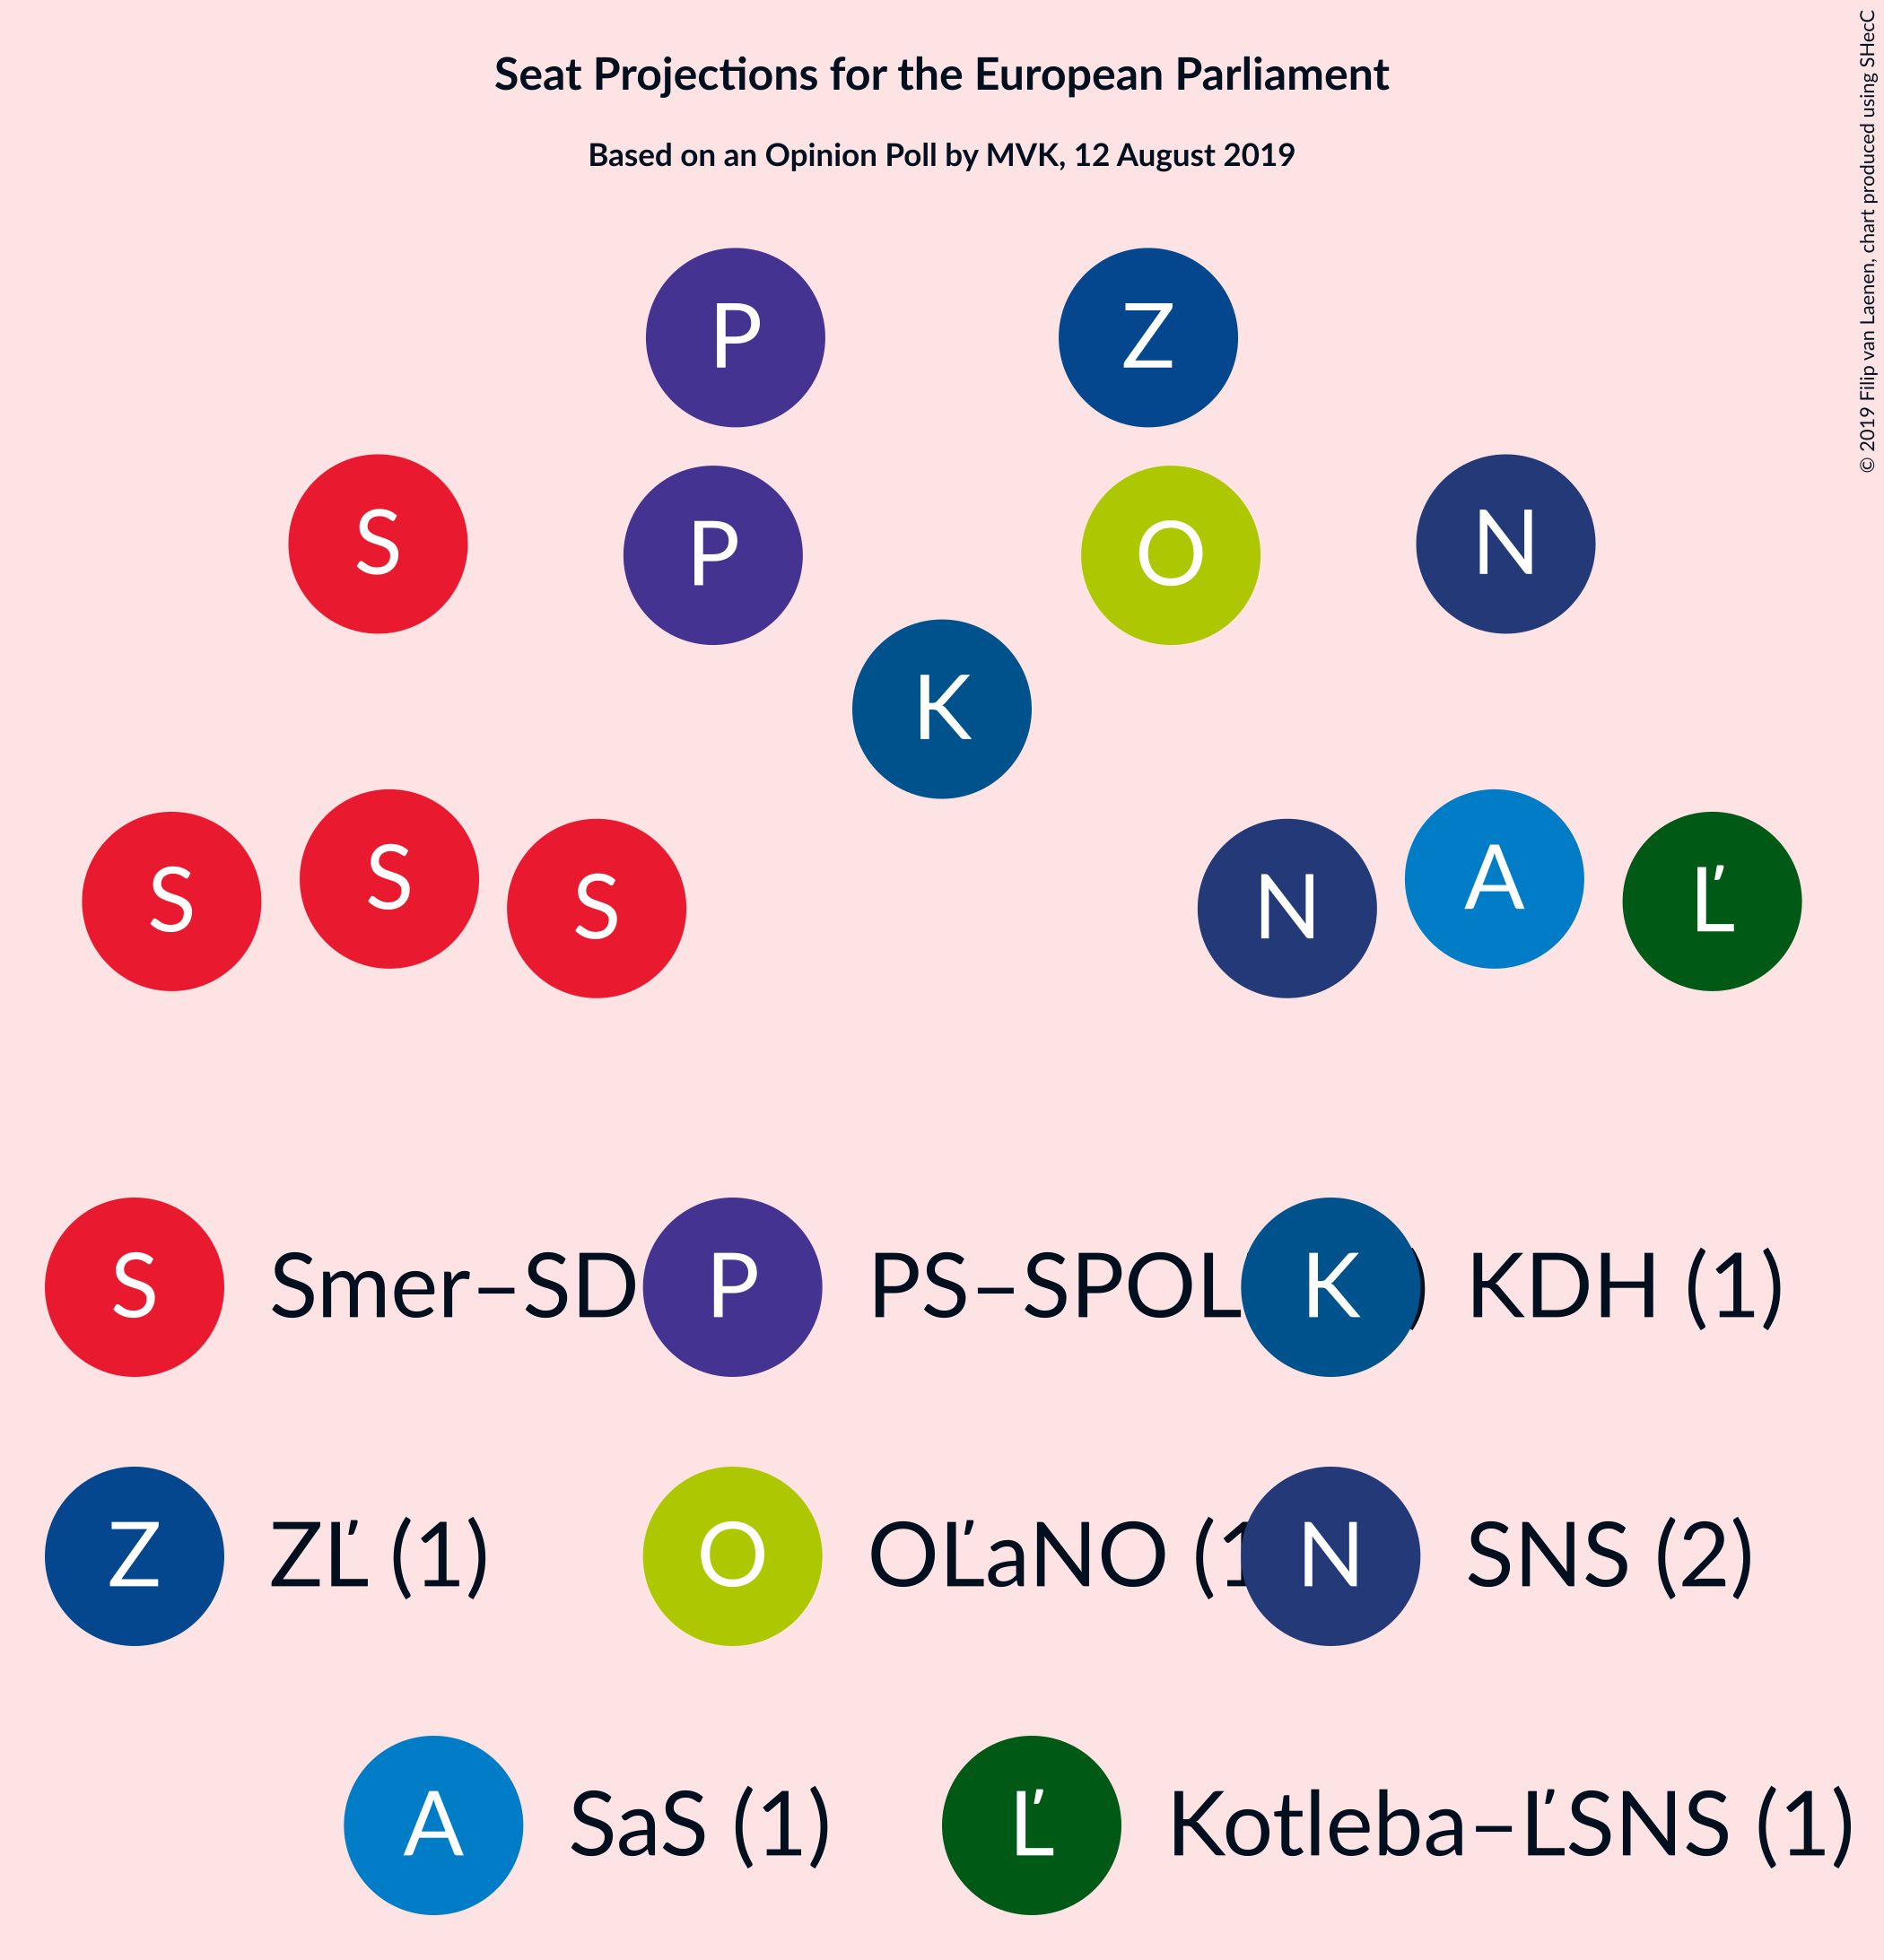 Seat Projections for the European Parliament
Based on an Opinion Poll by MVK, 12 August 2019
© 2019 Filip van Laenen, chart produced using SHecC
P Z
S P O N
K
S S S N A Ľ
S Smer–SD P PS–SPOL K ) KDH (1)
Z ZĽ (1) O OĽaNO (1 N SNS (2)
A SaS (1) Ľ Kotleba–ĽSNS (1)